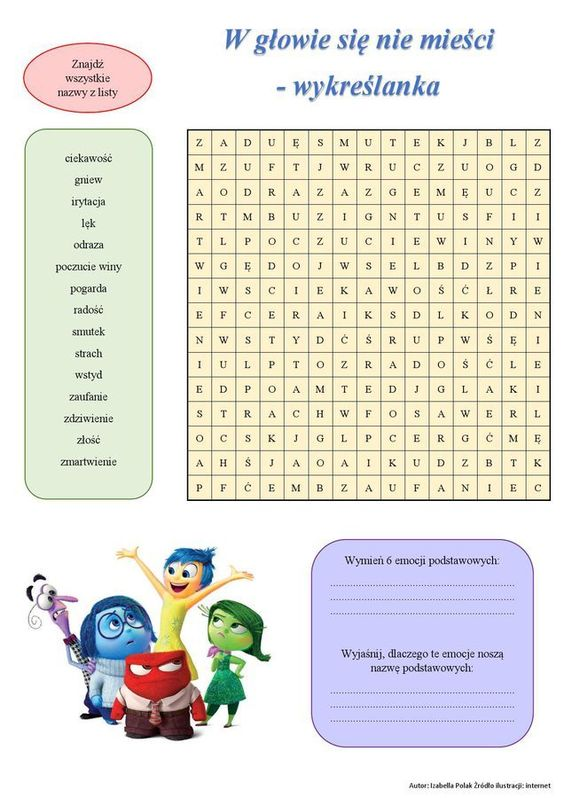 W głowie się nie mieści
- wykreślanka
Znajdź
wszystkie
nazwy z listy
ciekawość
gniew
irytacja
lęk
odraza
poczucie winy
pogarda
radość
smutek
strach
wstyd
zaufanie
zdziwienie
złość
zmartwienie
Z A D U Ę S M U T E K J B L Z
M Z U F T J W R U C Z U O G D
A O D R A Z A Z G E M Ę U C Z
R T M B U Z I G N T U S F I I
T L P O C Z U C I E W I N Y W
W G Ę D O J W S E L B D Z P I
I W S C I E K A W O Ś Ć Ł R E
E F C E R A I K S D L K O D N
N W S T Y D Ć Ś R U P W Ś Ę I
I U L P T O Z R A D O Ś Ć L E
E D P O A M T E D J G L A K I
S T R A C H W F O S A W E R L
O C S K J G L P C E R G Ć M Ę
A H Ś J A O A I K U D Z B T K
P F Ć E M B Z A U F A N I E C
Wymień 6 emocji podstawowych:
Wyjaśnij, dlaczego te emocje noszą
nazwę podstawowych:
Autor: Izabella Polak Źródło ilustracji: internet